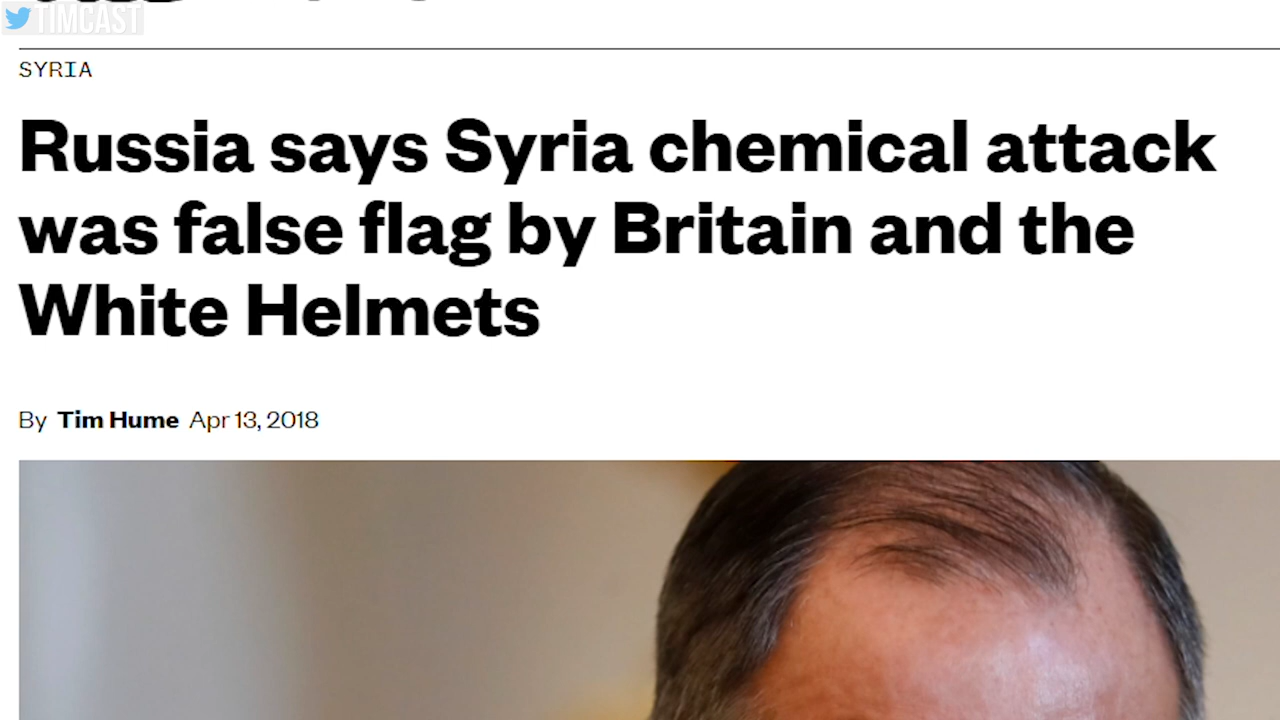 TIMCAST
SYRIA
Russia says Syria chemical attack
was false flag by Britain and the
White Helmets
By Tim Hume Apr 13, 2018